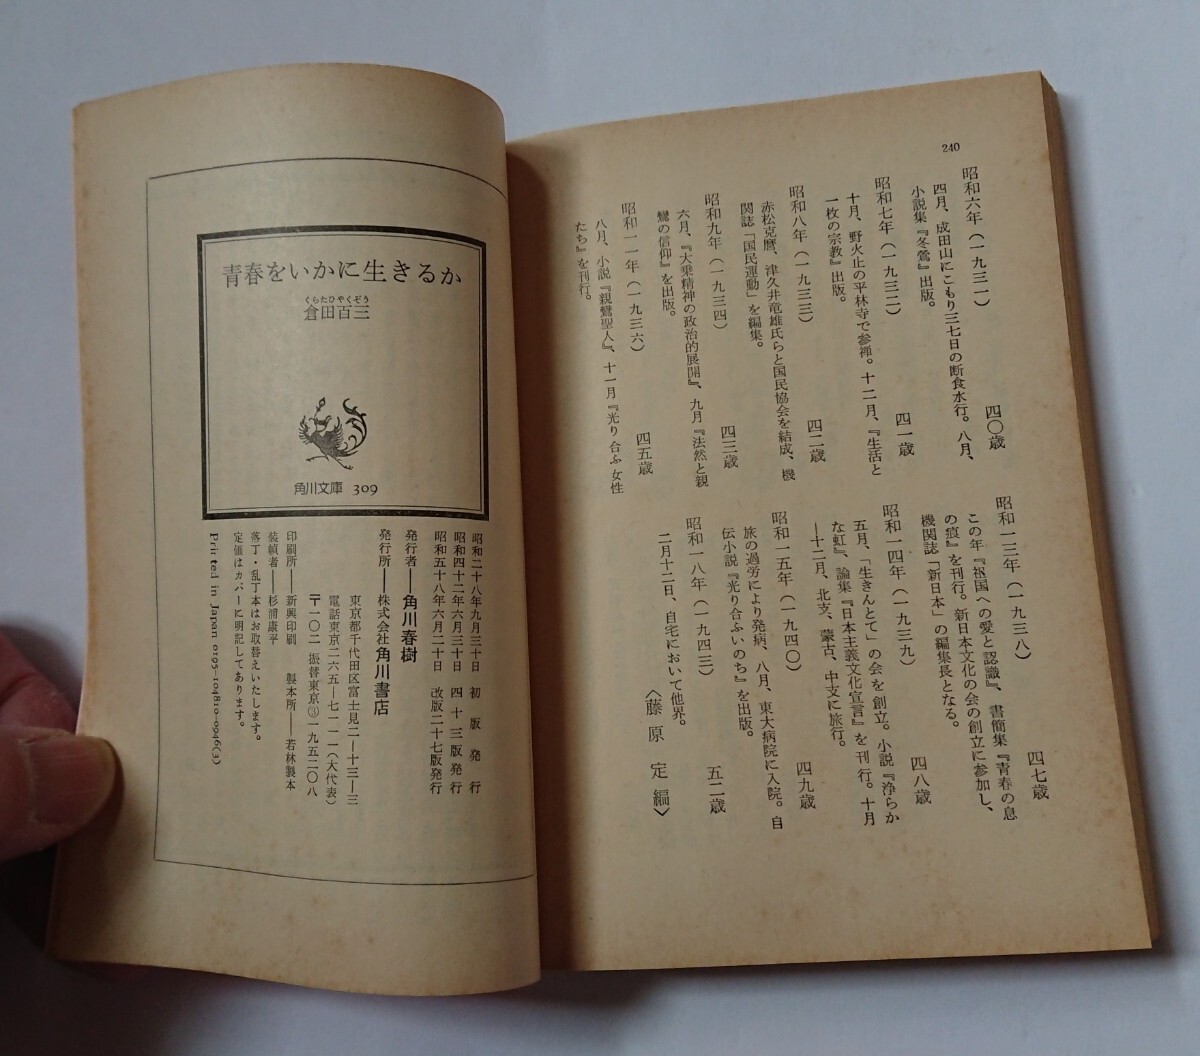 240
昭和六年(一九三一) 四〇歳
四月、成田山にこもり三七日の断食水行。八月、
小説集『冬鶯』出版。
昭和七年(一九三二) 四一歳
十月、野火止の平林寺で参禅。十二月、『生活と
一枚の宗教』出版。
昭和八年(一九三三) 四二歳
赤松克麿、津久井竜雄氏らと国民協会を結成、機
関誌「国民運動」を編集。
昭和九年(一九三四) 四三歳
六月、『大乗精神の政治的展開』、九月『法然と親
鸞の信仰』を出版。
昭和一一年(一九三六) 四五歳
八月、小説『親鸞聖人』、十一月『光り合ふ女性
たち』を刊行。
昭和一三年(一九三八) 四七歳
この年『祖国への愛と認識』、書簡集『青春の息
の痕』を刊行。新日本文化の会の創立に参加し、
機関誌「新日本」の編集長となる。
昭和一四年(一九三九) 四八歳
五月、「生きんとて」の会を創立。小説『浄らか
な虹』、論集『日本主義文化宣言』を刊行。十月
—十二月、北支、蒙古、中支に旅行。
昭和一五年(一九四〇) 四九歳
旅の過労により発病、八月、東大病院に入院。自
伝小説『光り合ふいのち』を出版。
昭和一八年(一九四三) 五二歳
二月十二日、自宅において他界。
〈藤原定編〉
青春をいかに生きるか
くらたひやくぞう
倉田百三
角川文庫 309
昭和二十八年九月三十日 初版発行
昭和四十二年六月三十日 四十三版発行
昭和五十八年六月二十日 改版二十七版発行
発行者——角川春樹
発行所——株式会社角川書店
東京都千代田区富士見二—十三—三
電話東京二六五—七一一一(大代表)
〒一〇二 振替東京③一九五二〇八
印刷所——新興印刷 製本所——若林製本
装幀者——杉浦康平
落丁・乱丁本はお取替えいたします。
定価はカバーに明記してあります。
Printed in Japan 0195-104810-0946(3)